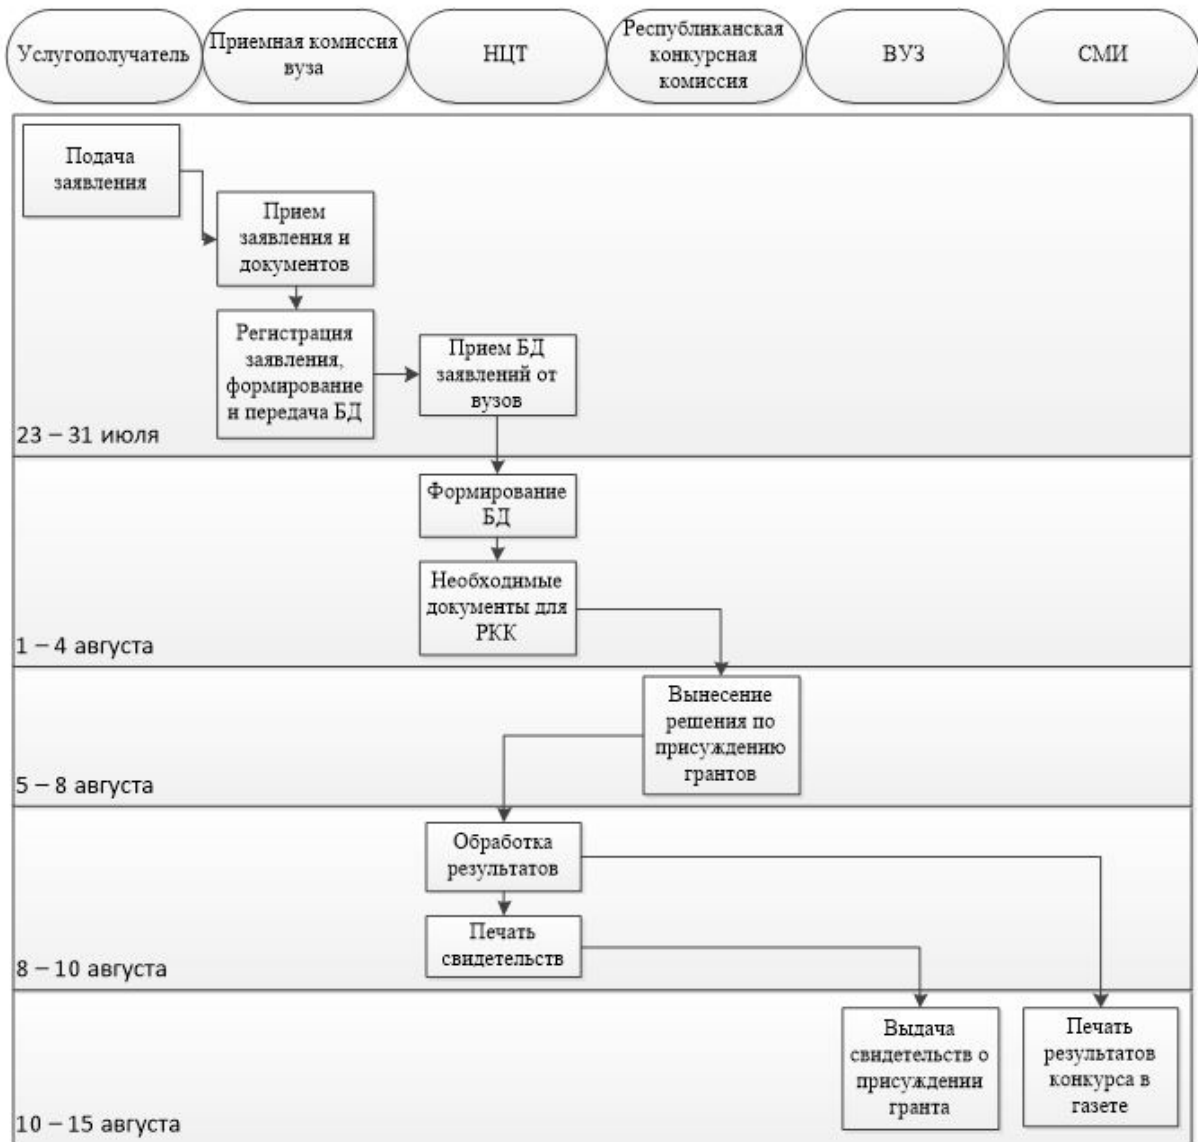 Услугополучатель
Приемная комиссия
вуза
НЦТ
Республиканская
конкурсная
комиссия
ВУЗ
СМИ
Подача
заявления
Прием
заявления и
документов
Регистрация
заявления,
формирование
и передача БД
Прием БД
заявлений от
вузов
23 – 31 июля
Формирование
БД
Необходимые
документы для
РКК
1 – 4 августа
Вынесение
решения по
присуждению
грантов
5 – 8 августа
Обработка
результатов
Печать
свидетельств
8 – 10 августа
Выдача
свидетельств о
присуждении
гранта
Печать
результатов
конкурса в
газете
10 – 15 августа